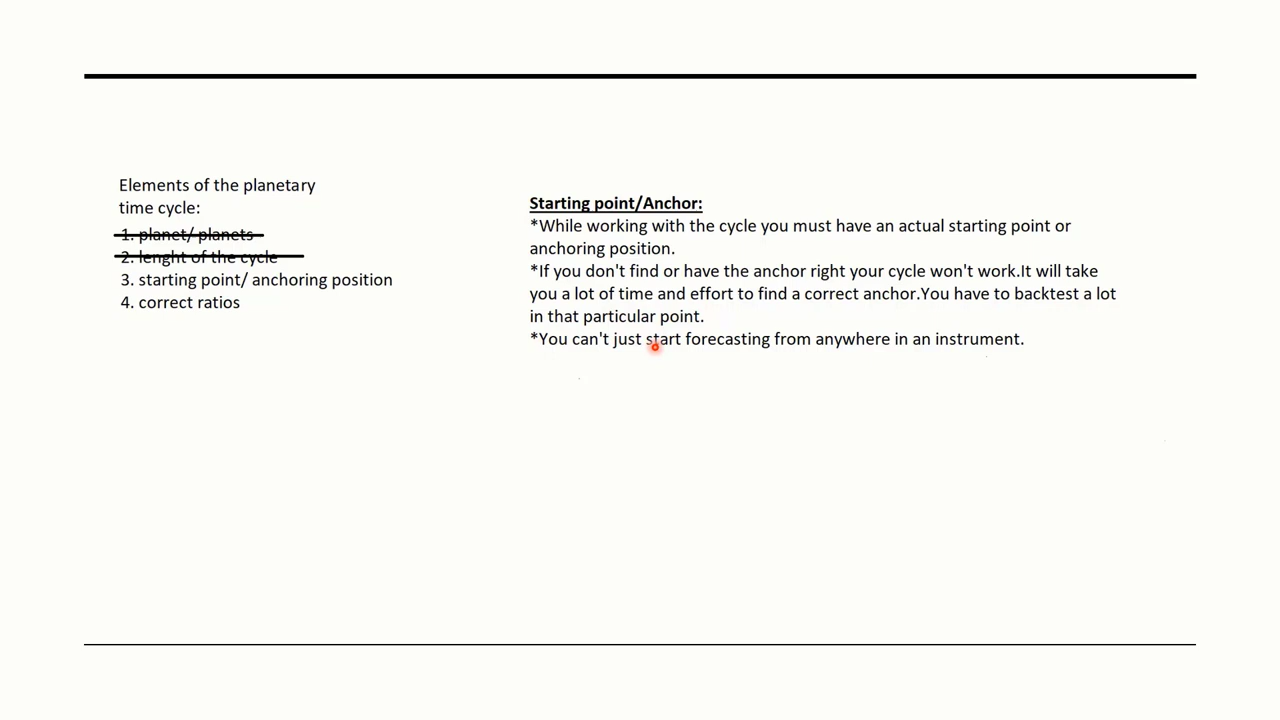 Elements of the planetary
time cycle:
1. planet/ planets
2. lenght of the cycle
3. starting point/ anchoring position
4. correct ratios
Starting point/Anchor:
*While working with the cycle you must have an actual starting point or
anchoring position.
*If you don't find or have the anchor right your cycle won't work.It will take
you a lot of time and effort to find a correct anchor.You have to backtest a lot
in that particular point.
*You can't just start forecasting from anywhere in an instrument.